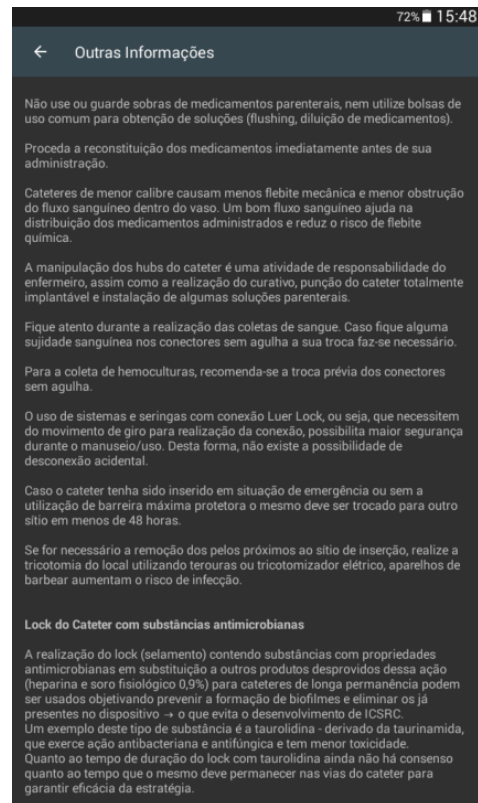 72% 15:48
Outras Informações
Não use ou guarde sobras de medicamentos parenterais, nem utilize bolsas de
uso comum para obtenção de soluções (flushing, diluição de medicamentos).
Proceda a reconstituição dos medicamentos imediatamente antes de sua
administração.
Cateteres de menor calibre causam menos flebite mecânica e menor obstrução
do fluxo sanguíneo dentro do vaso. Um bom fluxo sanguíneo ajuda na
distribuição dos medicamentos administrados e reduz o risco de flebite
química.
A manipulação dos hubs do cateter é uma atividade de responsabilidade do
enfermeiro, assim como a realização do curativo, punção do cateter totalmente
implantável e instalação de algumas soluções parenterais.
Fique atento durante a realização das coletas de sangue. Caso fique alguma
sujidade sanguínea nos conectores sem agulha a sua troca faz-se necessário.
Para a coleta de hemoculturas, recomenda-se a troca prévia dos conectores
sem agulha.
O uso de sistemas e seringas com conexão Luer Lock, ou seja, que necessitem
do movimento de giro para realização da conexão, possibilita maior segurança
durante o manuseio/uso. Desta forma, não existe a possibilidade de
desconexão acidental.
Caso o cateter tenha sido inserido em situação de emergência ou sem a
utilização de barreira máxima protetora o mesmo deve ser trocado para outro
sítio em menos de 48 horas.
Se for necessário a remoção dos pelos próximos ao sítio de inserção, realize a
tricotomia do local utilizando terouras ou tricotomizador elétrico, aparelhos de
barbear aumentam o risco de infecção.
Lock do Cateter com substâncias antimicrobianas
A realização do lock (selamento) contendo substâncias com propriedades
antimicrobianas em substituição a outros produtos desprovidos dessa ação
(heparina e soro fisiológico 0,9%) para cateteres de longa permanência podem
ser usados objetivando prevenir a formação de biofilmes e eliminar os já
presentes no dispositivo → o que evita o desenvolvimento de ICSRC.
Um exemplo deste tipo de substância é a taurolidina - derivado da taurinamida,
que exerce ação antibacteriana e antifúngica e tem menor toxicidade.
Quanto ao tempo de duração do lock com taurolidina ainda não há consenso
quanto ao tempo que o mesmo deve permanecer nas vias do cateter para
garantir eficácia da estratégia.